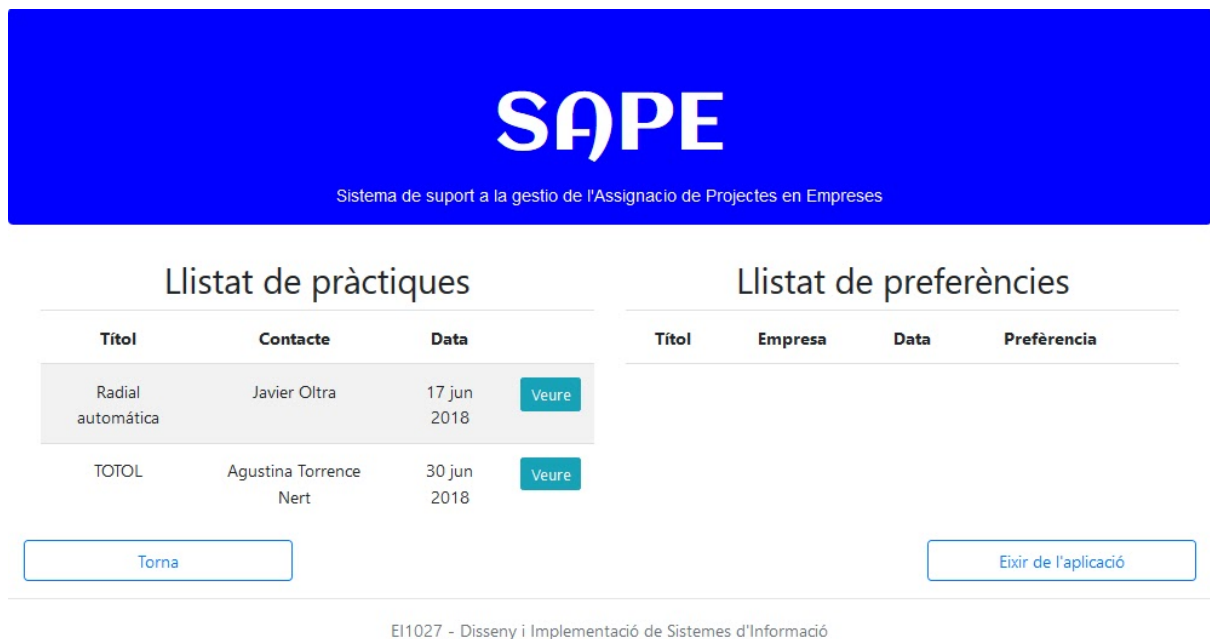 SAPE
Sistema de suport a la gestio de l'Assignacio de Projectes en Empreses
Llistat de pràctiques
Títol Contacte Data
Radial Javier Oltra 17 jun Veure
automática 2018
TOTOL Agustina Torrence 30 jun Veure
Nert 2018
Llistat de preferències
Títol Empresa Data Prefèrencia
Torna
Eixir de l'aplicació
EI1027 - Disseny i Implementació de Sistemes d'Informació